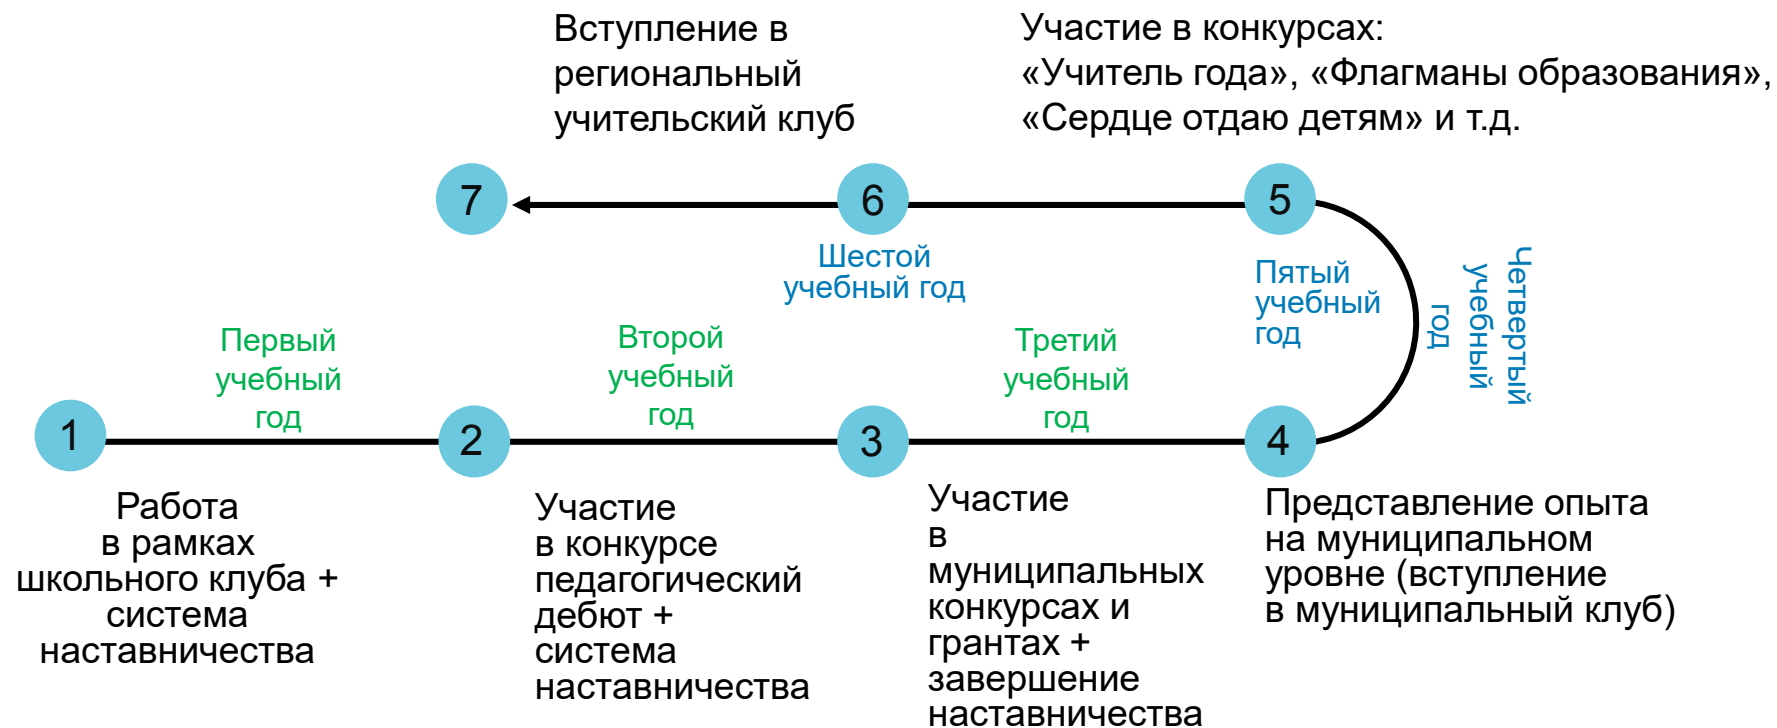 Вступление в
региональный
учительский клуб
Участие в конкурсах:
«Учитель года», «Флагманы образования»,
«Сердце отдаю детям» и т.д.
7
6
5
Шестой
учебный год
Пятый
учебный
год
Четвертый
учебный
год
Первый
учебный
год
Второй
учебный
год
Третий
учебный
год
1
2
3
4
Работа
в рамках
школьного клуба +
система
наставничества
Участие
в конкурсе
педагогический
дебют +
система
наставничества
Участие
в
муниципальных
конкурсах и
грантах +
завершение
наставничества
Представление опыта
на муниципальном
уровне (вступление
в муниципальный клуб)